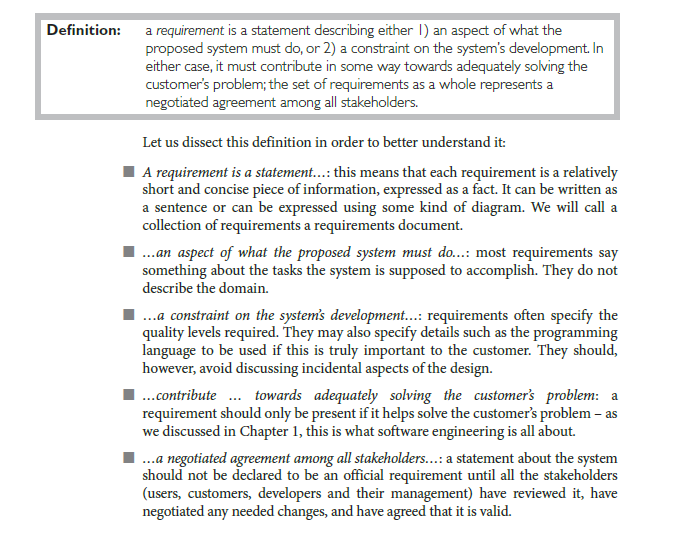 Definition: a requirement is a statement describing either 1) an aspect of what the
proposed system must do, or 2) a constraint on the system's development. In
either case, it must contribute in some way towards adequately solving the
customer's problem; the set of requirements as a whole represents a
negotiated agreement among all stakeholders.
Let us dissect this definition in order to better understand it:
■ A requirement is a statement…: this means that each requirement is a relatively
short and concise piece of information, expressed as a fact. It can be written as
a sentence or can be expressed using some kind of diagram. We will call a
collection of requirements a requirements document.
■ …an aspect of what the proposed system must do…: most requirements say
something about the tasks the system is supposed to accomplish. They do not
describe the domain.
■ …a constraint on the system's development…: requirements often specify the
quality levels required. They may also specify details such as the programming
language to be used if this is truly important to the customer. They should,
however, avoid discussing incidental aspects of the design.
■ …contribute … towards adequately solving the customer's problem: a
requirement should only be present if it helps solve the customer's problem – as
we discussed in Chapter 1, this is what software engineering is all about.
■ …a negotiated agreement among all stakeholders…: a statement about the system
should not be declared to be an official requirement until all the stakeholders
(users, customers, developers and their management) have reviewed it, have
negotiated any needed changes, and have agreed that it is valid.